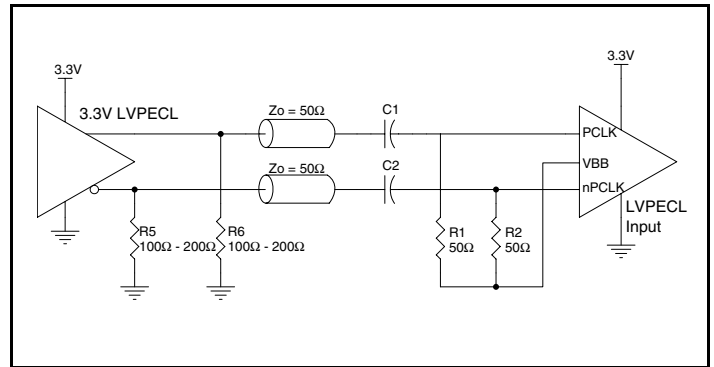 3.3V
3.3V LVPECL
Zo = 50Ω
C1
Zo = 50Ω
C2
R5
100Ω - 200Ω
R6
100Ω - 200Ω
R1
50Ω
R2
50Ω
3.3V
PCLK
VBB
nPCLK
LVPECL
Input